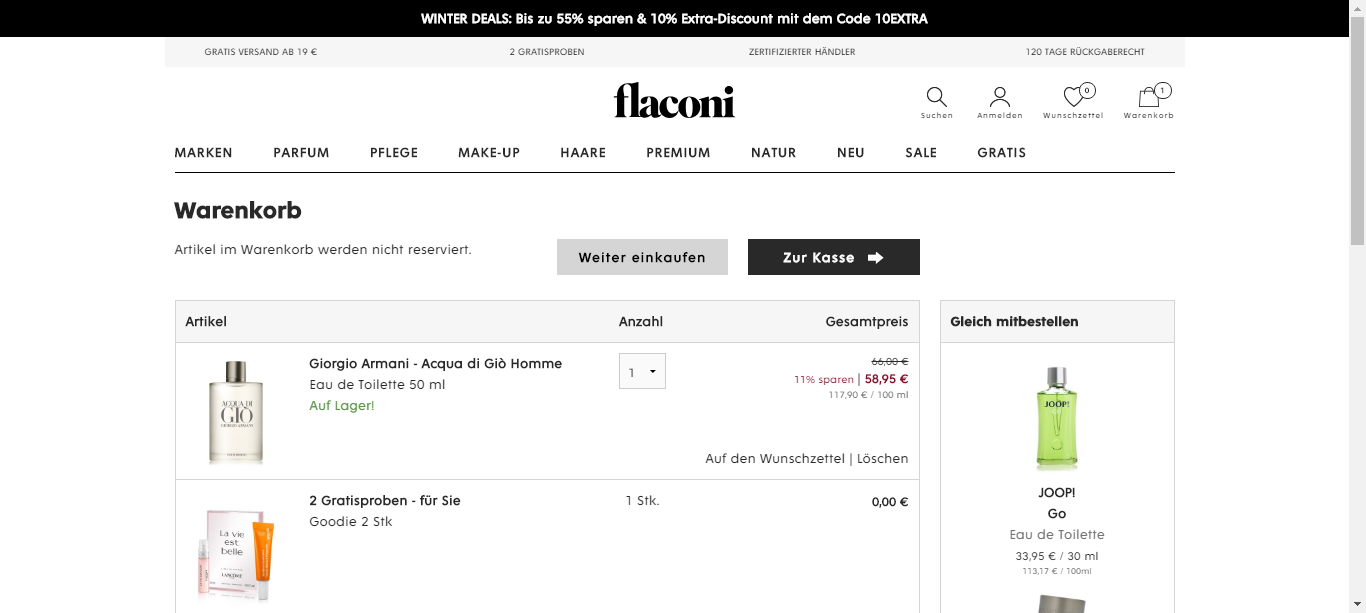 WINTER DEALS: Bis zu 55% sparen & 10% Extra-Discount mit dem Code 10EXTRA
GRATIS VERSAND AB 19 € 2 GRATISPROBEN ZERTIFIZIERTER HÄNDLER 120 TAGE RÜCKGABERECHT
flaconi
0 1
Suchen Anmelden Wunschzettel Warenkorb
MARKEN PARFUM PFLEGE MAKE-UP HAARE PREMIUM NATUR NEU SALE GRATIS
Warenkorb
Artikel im Warenkorb werden nicht reserviert.
Weiter einkaufen Zur Kasse
Artikel Anzahl Gesamtpreis
Giorgio Armani - Acqua di Giò Homme
Eau de Toilette 50 ml
Auf Lager!
1
66,00 €
11% sparen | 58,95 €
117,90 € / 100 ml
Auf den Wunschzettel | Löschen
ACQUA DI
GIÒ
GIORGIO ARMANI
2 Gratisproben - für Sie
Goodie 2 Stk
1 Stk.
0,00 €
La vie
est
belle
LANCÔME
Gleich mitbestellen
JOOP!
JOOP!
Go
Eau de Toilette
33,95 € / 30 ml
113,17 € / 100ml